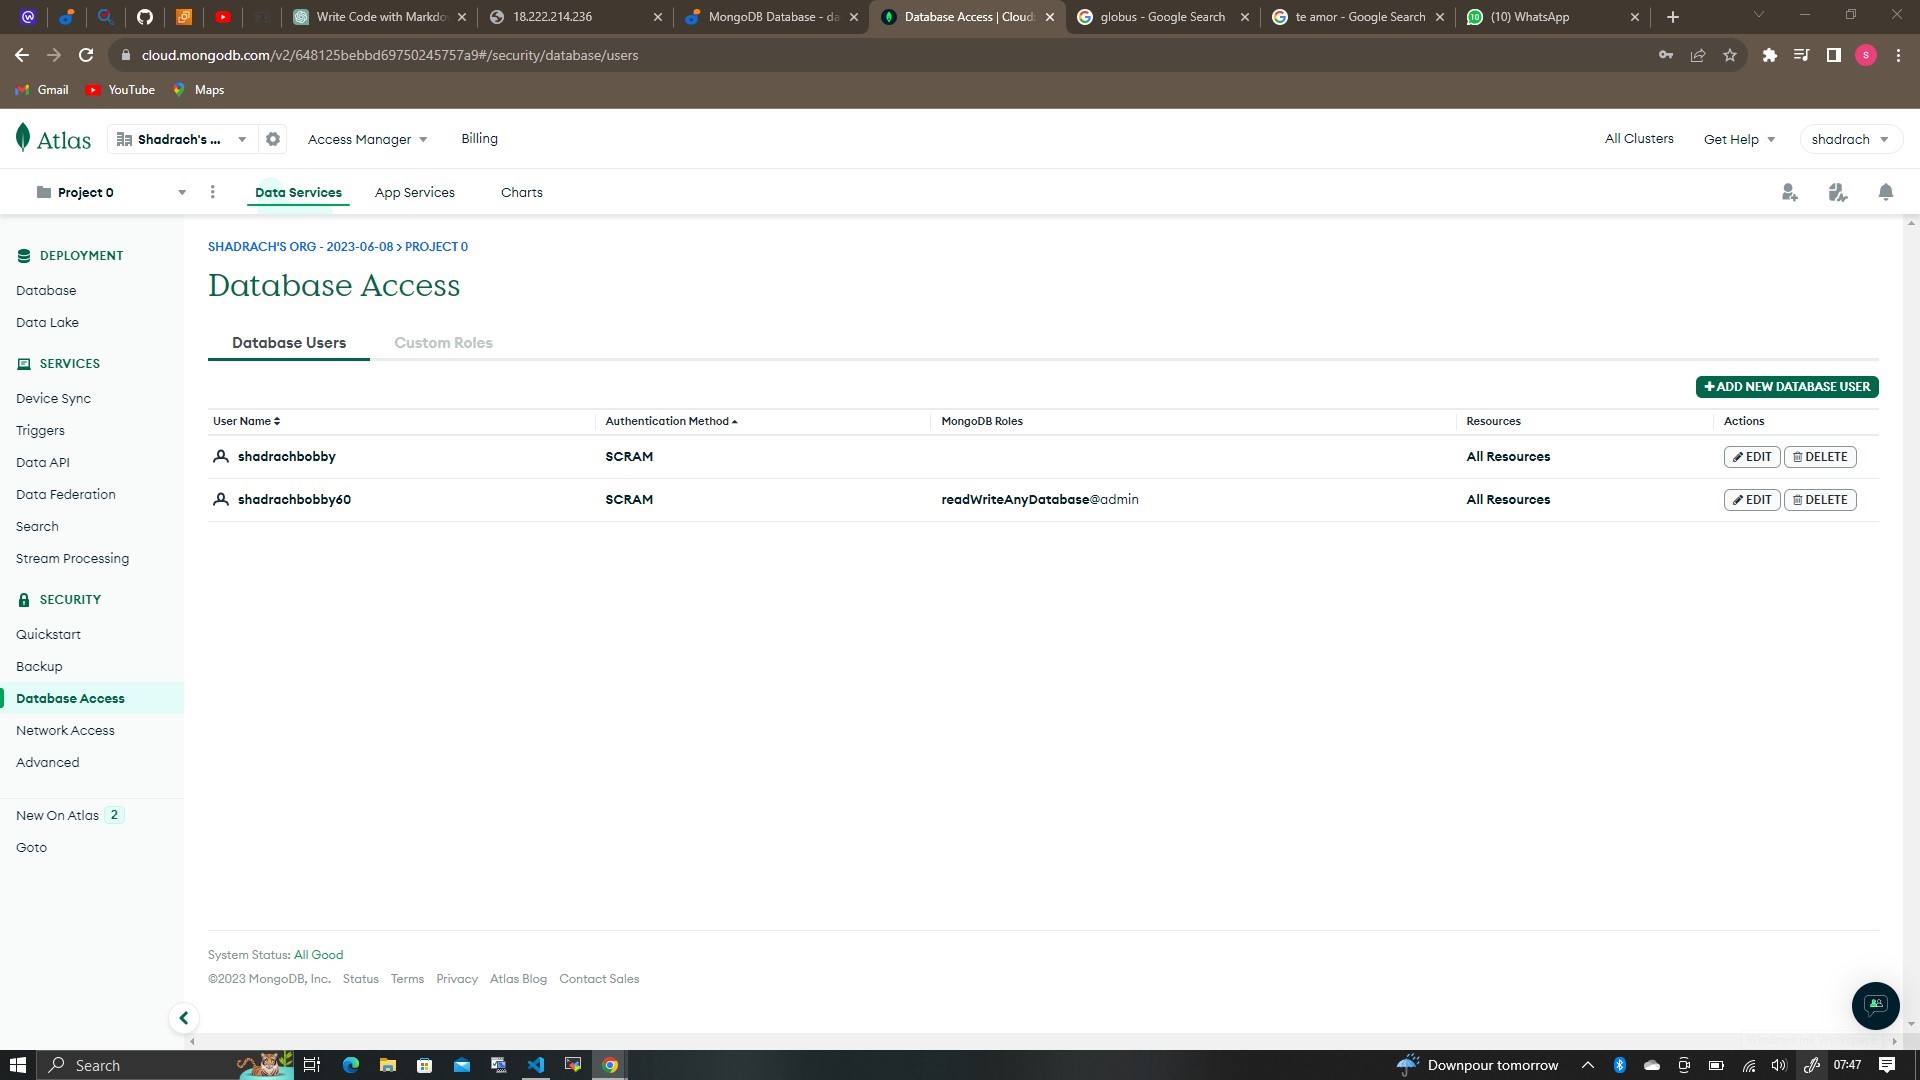 Write Code with Markdo
18.222.214.236
MongoDB Database - da
Database Access | Cloud:
globus - Google Search
te amor - Google Search
(10) WhatsApp
cloud.mongodb.com/v2/648125bebbd69750245757a9#/security/database/users
S
Gmail
YouTube
Maps
Atlas
Shadrach's ...
Access Manager
Billing
All Clusters
Get Help
shadrach
Project 0
Data Services
App Services
Charts
DEPLOYMENT
Database
Data Lake
SERVICES
Device Sync
Triggers
Data API
Data Federation
Search
Stream Processing
SECURITY
Quickstart
Backup
Database Access
Network Access
Advanced
New On Atlas 2
Goto
SHADRACH'S ORG - 2023-06-08 > PROJECT 0
Database Access
Database Users
Custom Roles
+ ADD NEW DATABASE USER
User Name
Authentication Method
MongoDB Roles
Resources
Actions
shadrachbobby
SCRAM
All Resources
EDIT
DELETE
shadrachbobby60
SCRAM
readWriteAnyDatabase@admin
All Resources
EDIT
DELETE
System Status: All Good
©2023 MongoDB, Inc. Status Terms Privacy Atlas Blog Contact Sales
Search
Downpour tomorrow
07:47